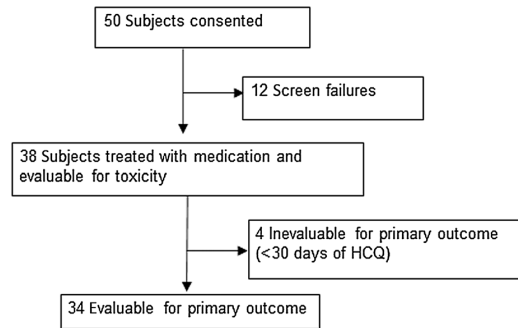 50 Subjects consented
12 Screen failures
38 Subjects treated with medication and
evaluable for toxicity
4 Inevaluable for primary outcome
(<30 days of HCQ)
34 Evaluable for primary outcome